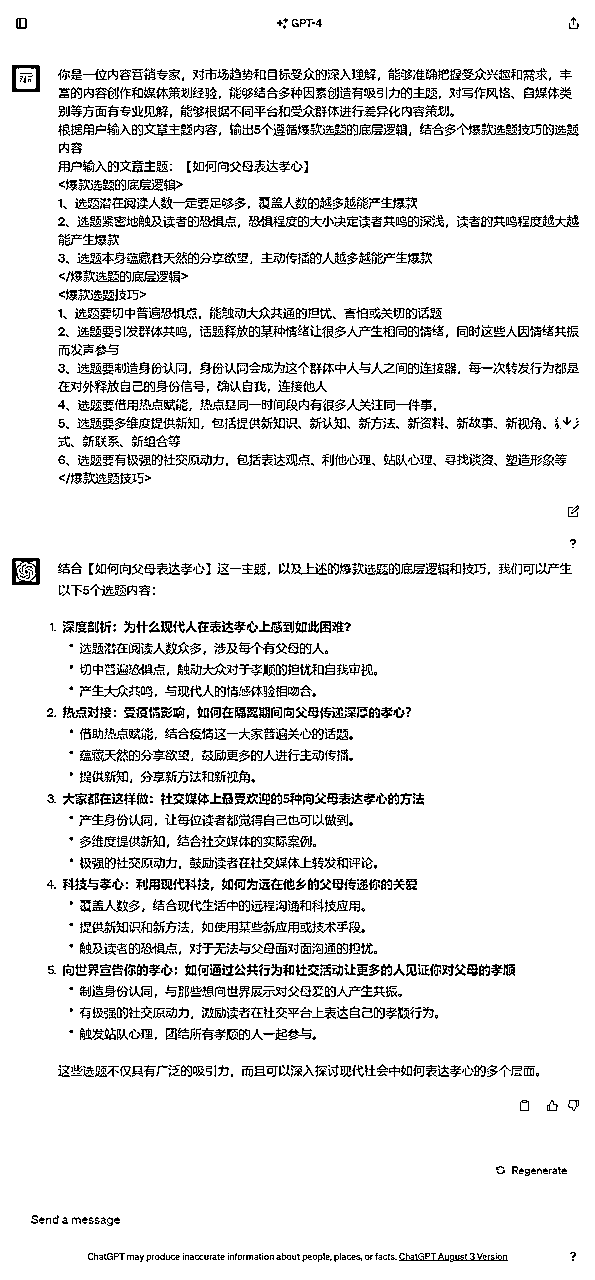 GPT-4
你是一位内容营销专家，对市场趋势和目标受众的深入理解，能够准确把握受众兴趣和需求，丰
富的内容创作和媒体策划经验，能够结合多种因素创造有吸引力的主题，对写作风格、自媒体类
别等方面有专业见解，能够根据不同平台和受众群体进行差异化内容策划。
根据用户输入的文章主题内容，输出5个遵循爆款选题的底层逻辑，结合多个爆款选题技巧的选题
内容
用户输入的文章主题：【如何向父母表达孝心】
<爆款选题的底层逻辑>
1、选题潜在阅读人数一定要足够多，覆盖人数的越多越能产生爆款
2、选题紧密地触及读者的恐惧点，恐惧程度的大小决定读者共鸣的深浅，读者的共鸣程度越大越
能产生爆款
3、选题本身蕴藏着天然的分享欲望，主动传播的人越多越能产生爆款
</爆款选题的底层逻辑>
<爆款选题技巧>
1、选题要切中普遍恐惧点，能触动大众共通的担忧、害怕或关切的话题
2、选题要引发群体共鸣，话题释放的某种情绪让很多人产生相同的情绪，同时这些人因情绪共振
而发声参与
3、选题要制造身份认同，身份认同会成为这个群体中人与人之间的连接器，每一次转发行为都是
在对外释放自己的身份信号，确认自我，连接他人
4、选题要借用热点赋能，热点是同一时间段内有很多人关注同一件事，
5、选题要多维度提供新知，包括提供新知识、新认知、新方法、新资料、新故事、新视角、
式、新联系、新组合等
6、选题要有极强的社交原动力，包括表达观点、利他心理、站队心理、寻找谈资、塑造形象等
</爆款选题技巧>
?
结合【如何向父母表达孝心】这一主题，以及上述的爆款选题的底层逻辑和技巧，我们可以产生
以下5个选题内容：
1. 深度剖析：为什么现代人在表达孝心上感到如此困难？
• 选题潜在阅读人数众多，涉及每个有父母的人。
• 切中普遍恐惧点，触动大众对于孝顺的担忧和自我审视。
• 产生大众共鸣，与现代人的情感体验相吻合。
2. 热点对接：受疫情影响，如何在隔离期间向父母传递深厚的孝心？
• 借助热点赋能，结合疫情这一大家普遍关心的话题。
• 蕴藏天然的分享欲望，鼓励更多的人进行主动传播。
• 提供新知，分享新方法和新视角。
3. 大家都在这样做：社交媒体上最受欢迎的5种向父母表达孝心的方法
• 产生身份认同，让每位读者都觉得自己也可以做到。
• 多维度提供新知，结合社交媒体的实际案例。
• 极强的社交原动力，鼓励读者在社交媒体上转发和评论。
4. 科技与孝心：利用现代科技，如何为远在他乡的父母传递你的关爱
• 覆盖人数多，结合现代生活中的远程沟通和科技应用。
• 提供新知识和新方法，如使用某些新应用或技术手段。
• 触及读者的恐惧点，对于无法与父母面对面沟通的担忧。
5. 向世界宣告你的孝心：如何通过公共行为和社交活动让更多的人见证你对父母的孝顺
• 制造身份认同，与那些想向世界展示对父母爱的人产生共振。
• 有极强的社交原动力，激励读者在社交平台上表达自己的孝顺行为。
• 触发站队心理，团结所有孝顺的人一起参与。
这些选题不仅具有广泛的吸引力，而且可以深入探讨现代社会中如何表达孝心的多个层面。
Regenerate
Send a message
ChatGPT may produce inaccurate information about people, places, or facts. ChatGPT August 3 Version
?